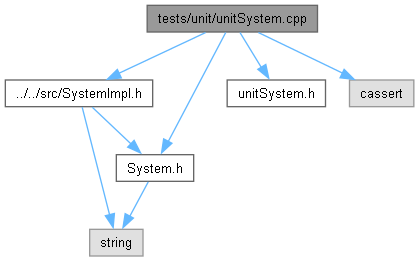 tests/unit/unitSystem.cpp
../../src/SystemImpl.h
unitSystem.h
cassert
System.h
string